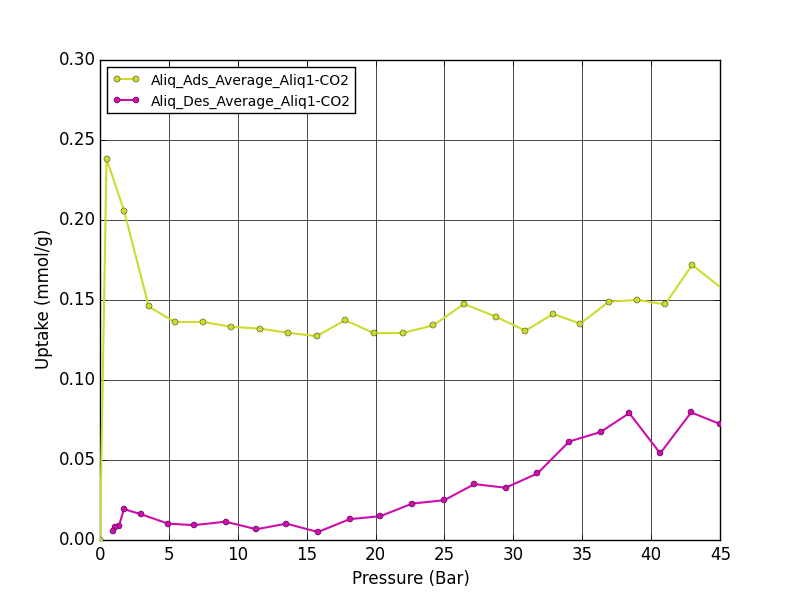 Aliq_Ads_Average_Aliq1-CO2
Aliq_Des_Average_Aliq1-CO2
0.30
0.25
0.20
0.15
0.10
0.05
0.00
Uptake (mmol/g)
0 5 10 15 20 25 30 35 40 45
Pressure (Bar)